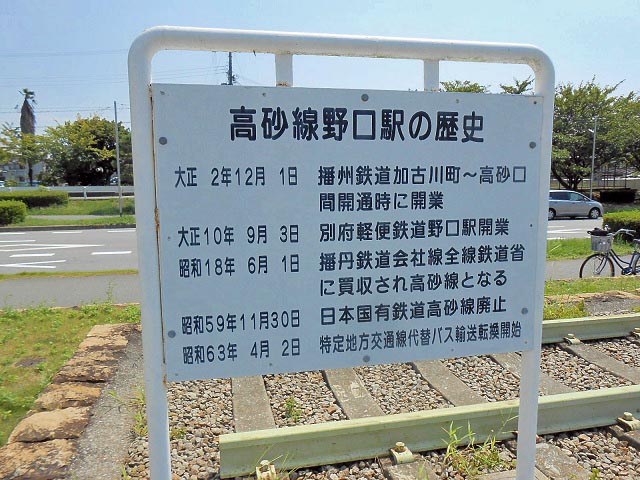 高砂線野口駅の歴史
大正 2年12月 1日 播州鉄道加古川町〜高砂口
間開通時に開業
大正10年 9月 3日 別府軽便鉄道野口駅開業
昭和18年 6月 1日 播丹鉄道会社線全線鉄道省
に買収され高砂線となる
昭和59年11月30日 日本国有鉄道高砂線廃止
昭和63年 4月 2日 特定地方交通線代替バス輸送転換開始